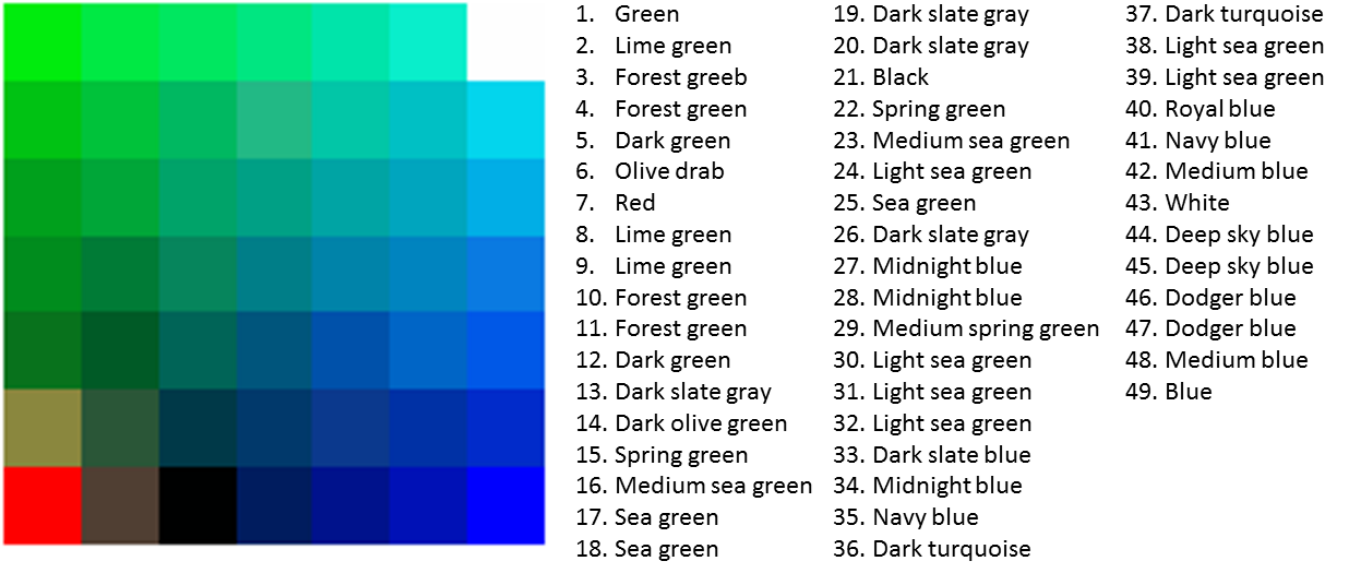 1. Green
2. Lime green
3. Forest greeb
4. Forest green
5. Dark green
6. Olive drab
7. Red
8. Lime green
9. Lime green
10. Forest green
11. Forest green
12. Dark green
13. Dark slate gray
14. Dark olive green
15. Spring green
16. Medium sea green
17. Sea green
18. Sea green
19. Dark slate gray
20. Dark slate gray
21. Black
22. Spring green
23. Medium sea green
24. Light sea green
25. Sea green
26. Dark slate gray
27. Midnight blue
28. Midnight blue
29. Medium spring green
30. Light sea green
31. Light sea green
32. Light sea green
33. Dark slate blue
34. Midnight blue
35. Navy blue
36. Dark turquoise
37. Dark turquoise
38. Light sea green
39. Light sea green
40. Royal blue
41. Navy blue
42. Medium blue
43. White
44. Deep sky blue
45. Deep sky blue
46. Dodger blue
47. Dodger blue
48. Medium blue
49. Blue